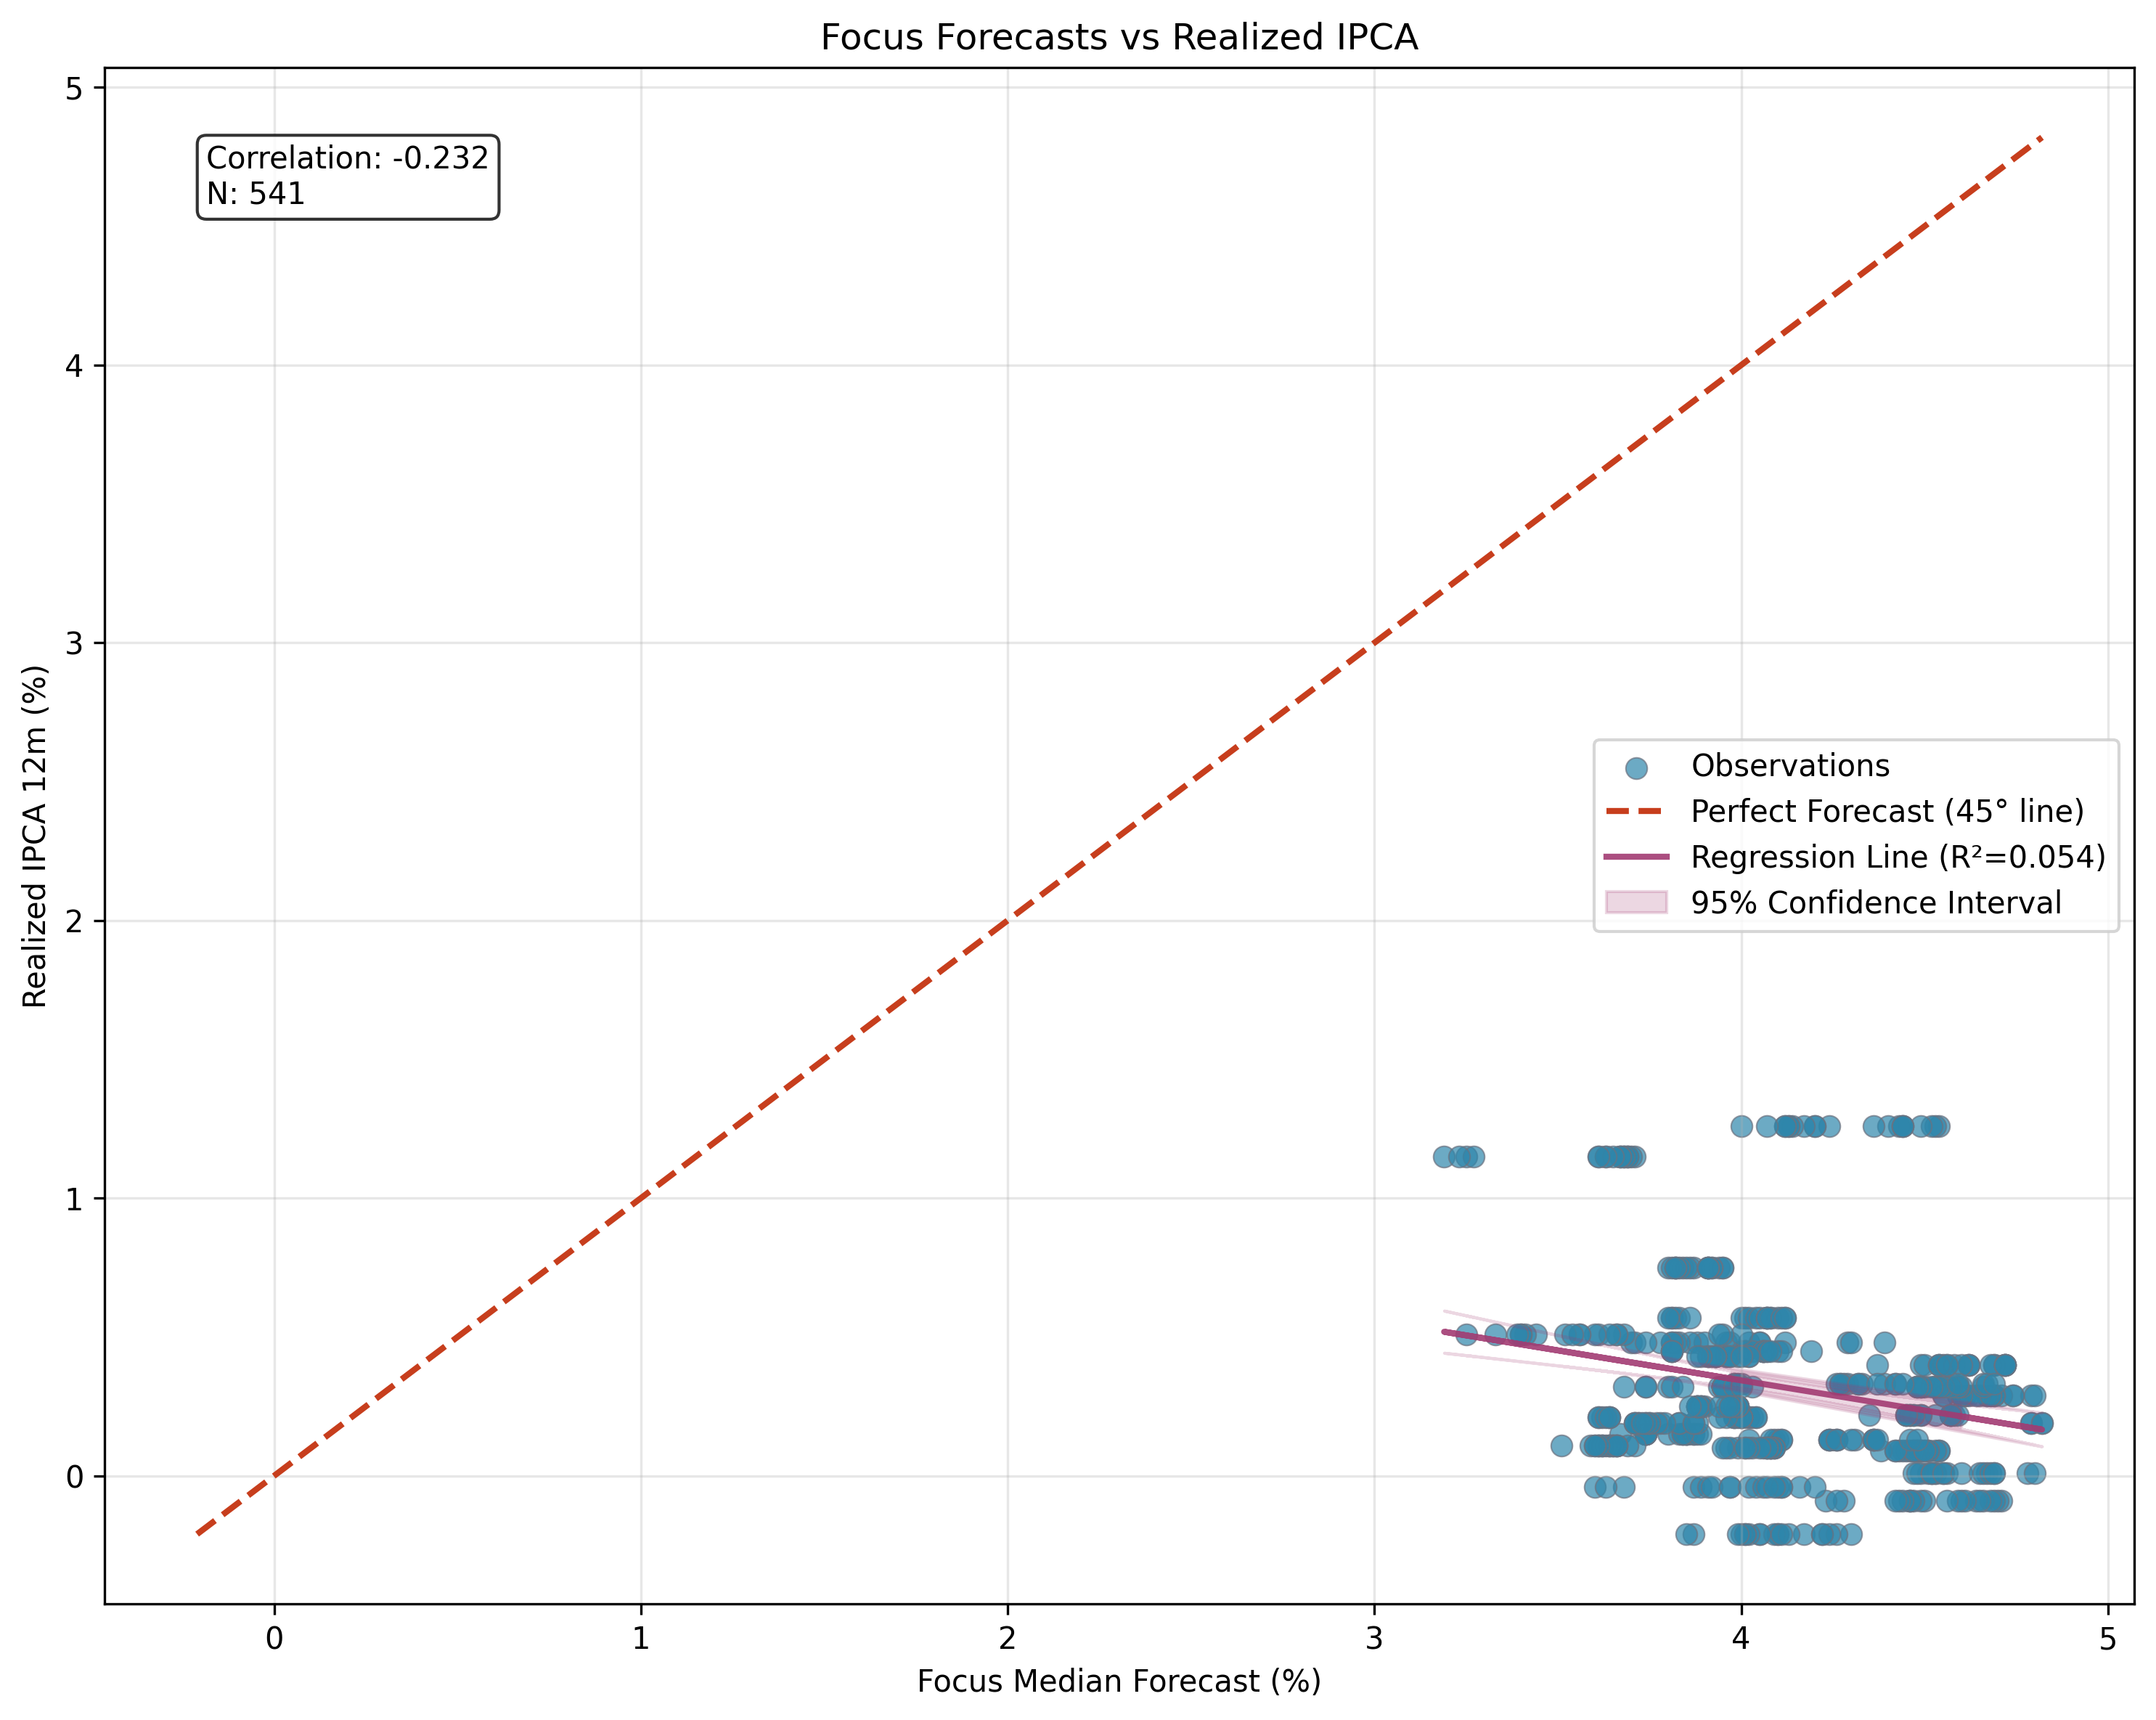 Focus Forecasts vs Realized IPCA
5
Correlation: -0.232
N: 541
4
3
Realized IPCA 12m (%)
Observations
Perfect Forecast (45° line)
Regression Line (R²=0.054)
95% Confidence Interval
2
1
0
0 1 2 3 4 5
Focus Median Forecast (%)